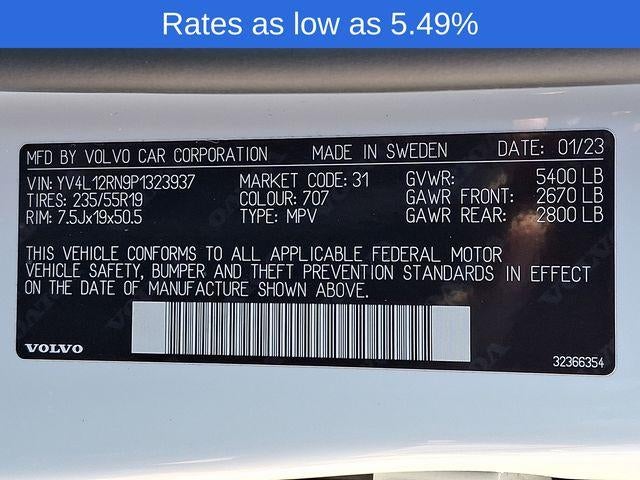 Rates as low as 5.49%
MFD BY VOLVO CAR CORPORATION MADE IN SWEDEN DATE: 01/23
VIN: YV4L12RN9P1323937 MARKET CODE: 31 GVWR: 5400 LB
TIRES: 235/55R19 COLOUR: 707 GAWR FRONT: 2670 LB
RIM: 7.5Jx19x50.5 TYPE: MPV GAWR REAR: 2800 LB
THIS VEHICLE CONFORMS TO ALL APPLICABLE FEDERAL MOTOR
VEHICLE SAFETY, BUMPER AND THEFT PREVENTION STANDARDS IN EFFECT
ON THE DATE OF MANUFACTURE SHOWN ABOVE.
VOLVO 32366354